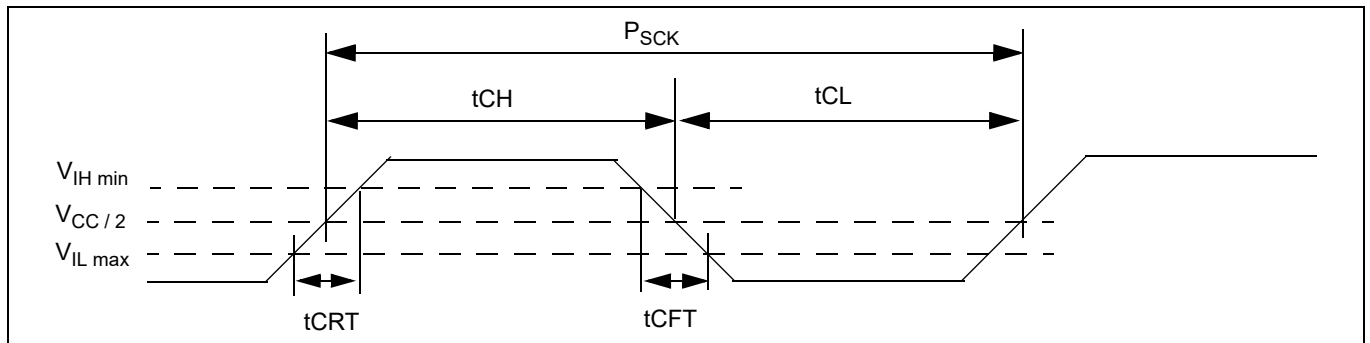 PSCK
tCH
tCL
VIH min
VCC / 2
VIL max
tCRT
tCFT